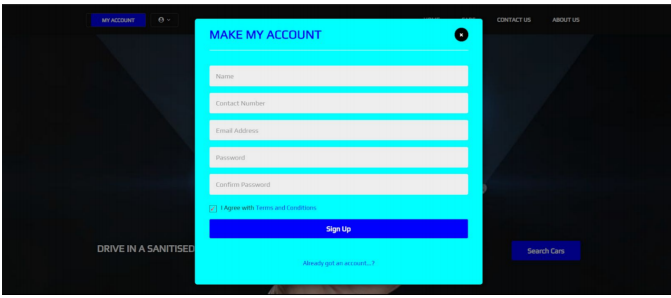 MY ACCOUNT
CONTACT US
ABOUT US
MAKE MY ACCOUNT
Name
Contact Number
Email Address
Password
Confirm Password
I Agree with Terms and Conditions
Sign Up
DRIVE IN A SANITISED
Search Cars
Already got an account...?